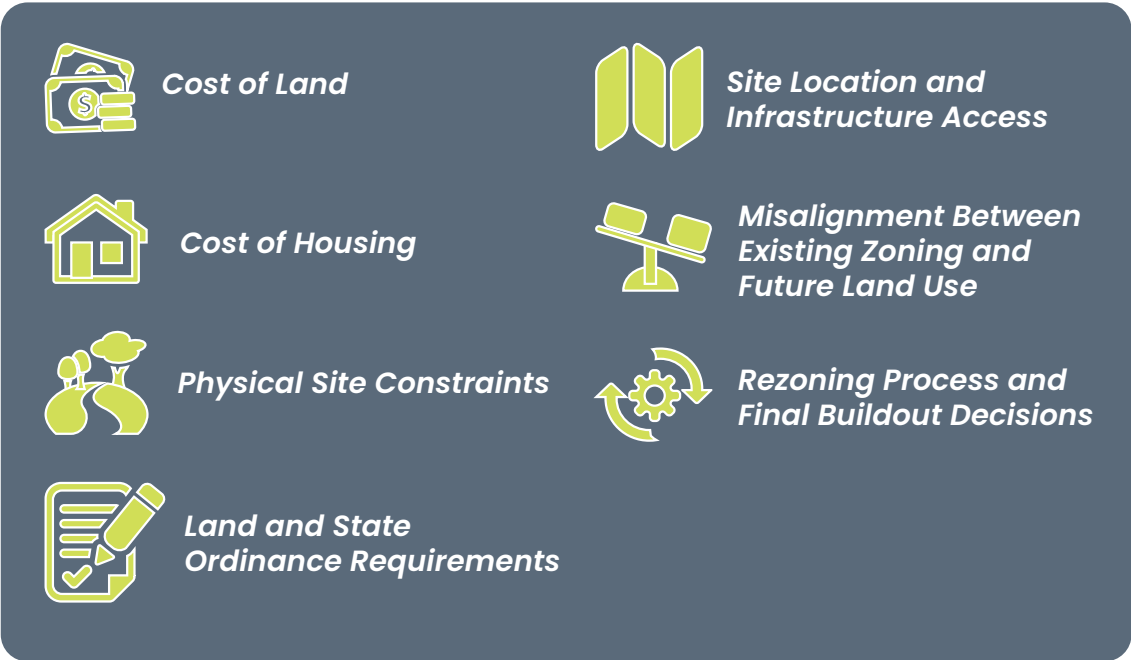 Cost of Land
Cost of Housing
Physical Site Constraints
Land and State
Ordinance Requirements
Site Location and
Infrastructure Access
Misalignment Between
Existing Zoning and
Future Land Use
Rezoning Process and
Final Buildout Decisions
$